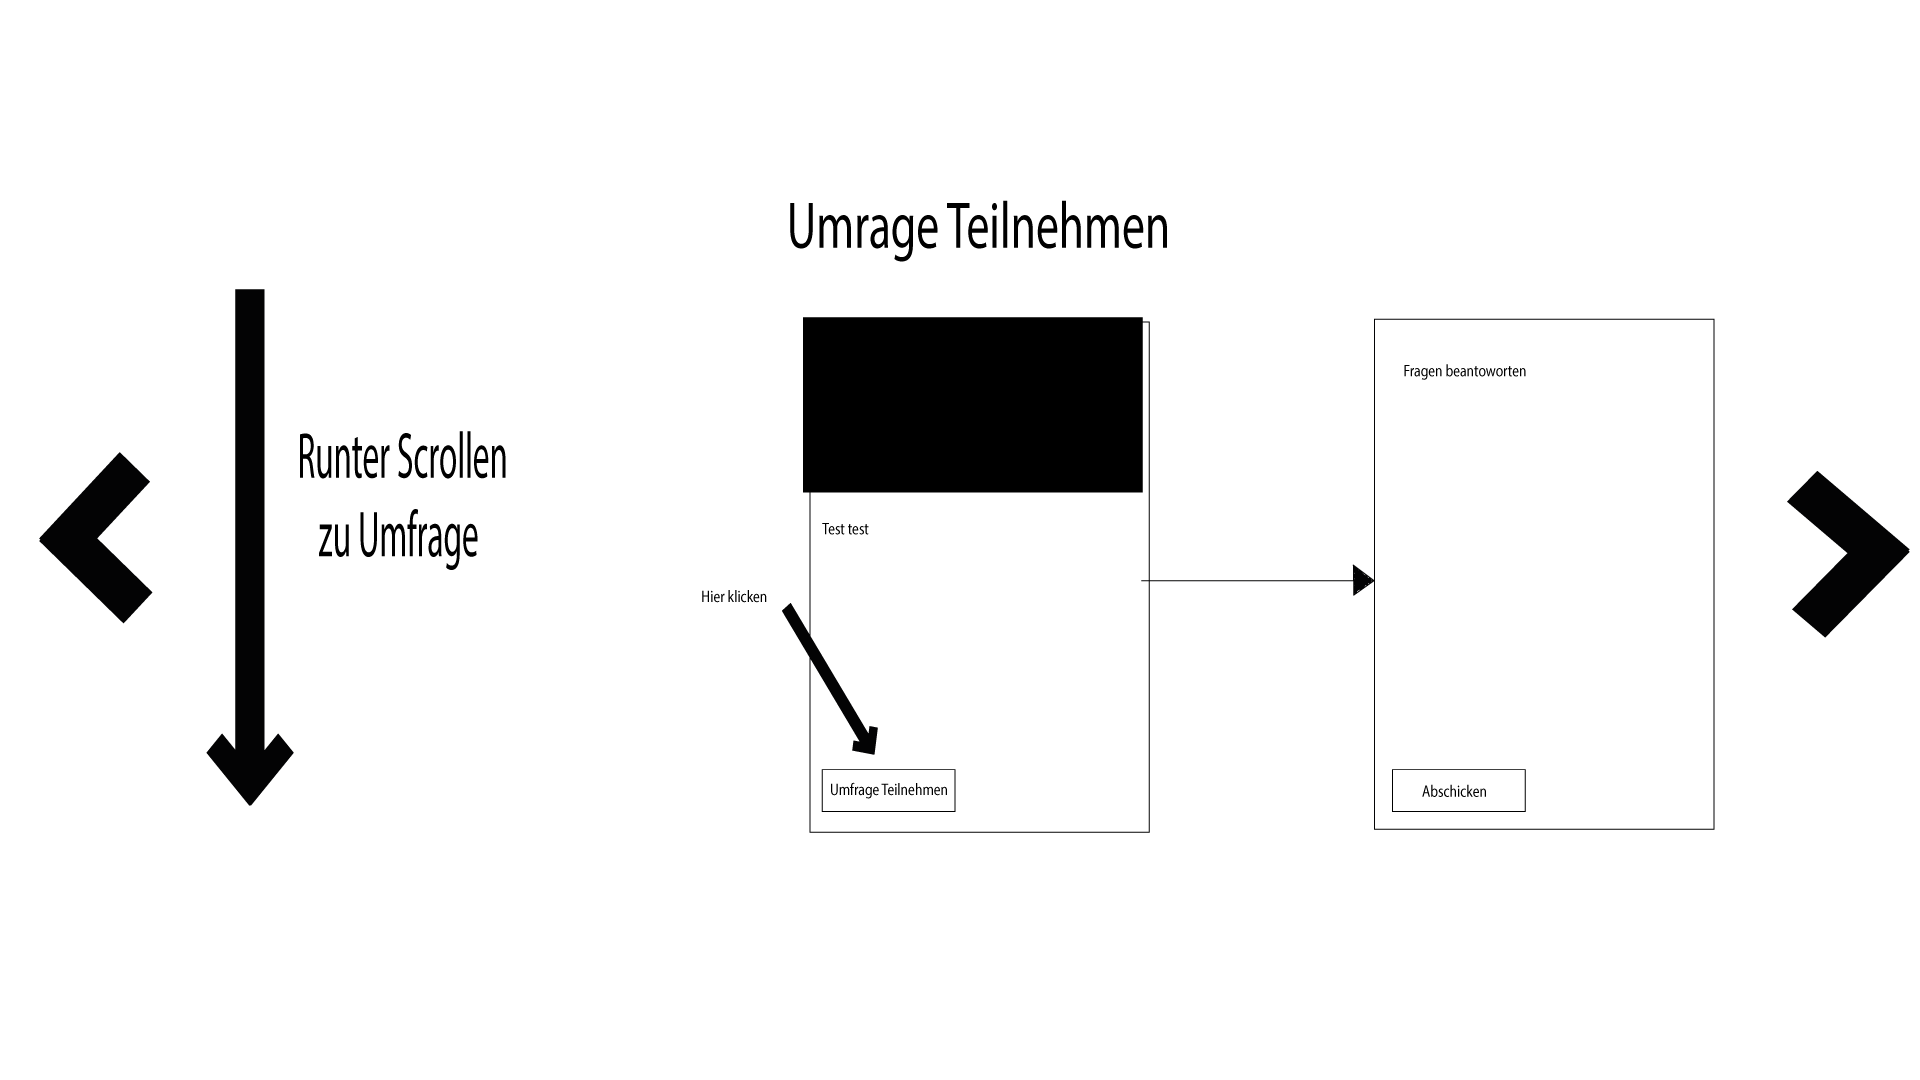 Umrage Teilnehmen
Runter Scrollen
zu Umfrage
Test test
Hier klicken
Umfrage Teilnehmen
Fragen beantoworten
Abschicken